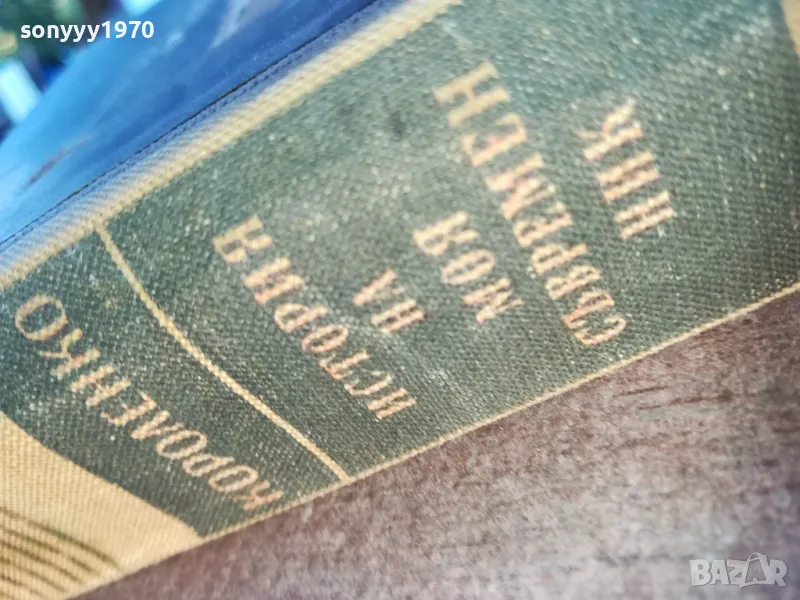 sonyyy1970
КОРОЛЕНКО
ИСТОРИЯ
НА
МОЯ
СЪВРЕМЕН
НИК
BAZAR